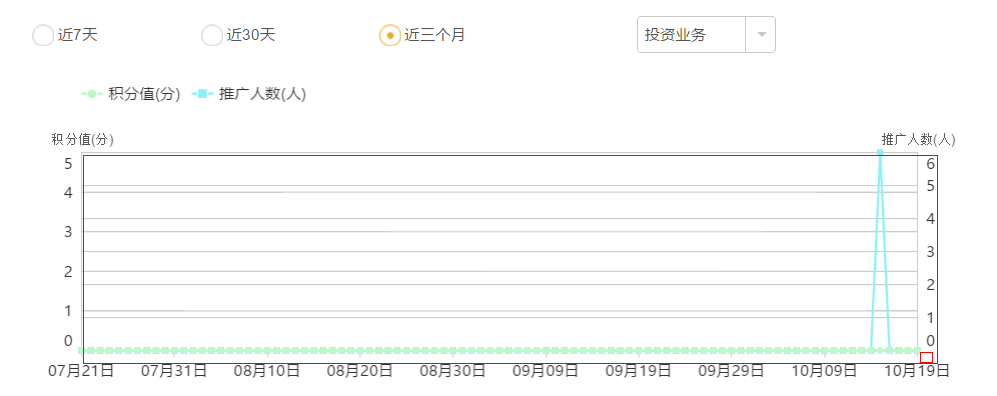 近7天 近30天 近三个月 投资业务
积分值(分) 推广人数(人)
积分值(分) 推广人数(人)
5 6
4 5
3 4
2 3
1 2
0 1
0
07月21日 07月31日 08月10日 08月20日 08月30日 09月09日 09月19日 09月29日 10月09日 10月19日